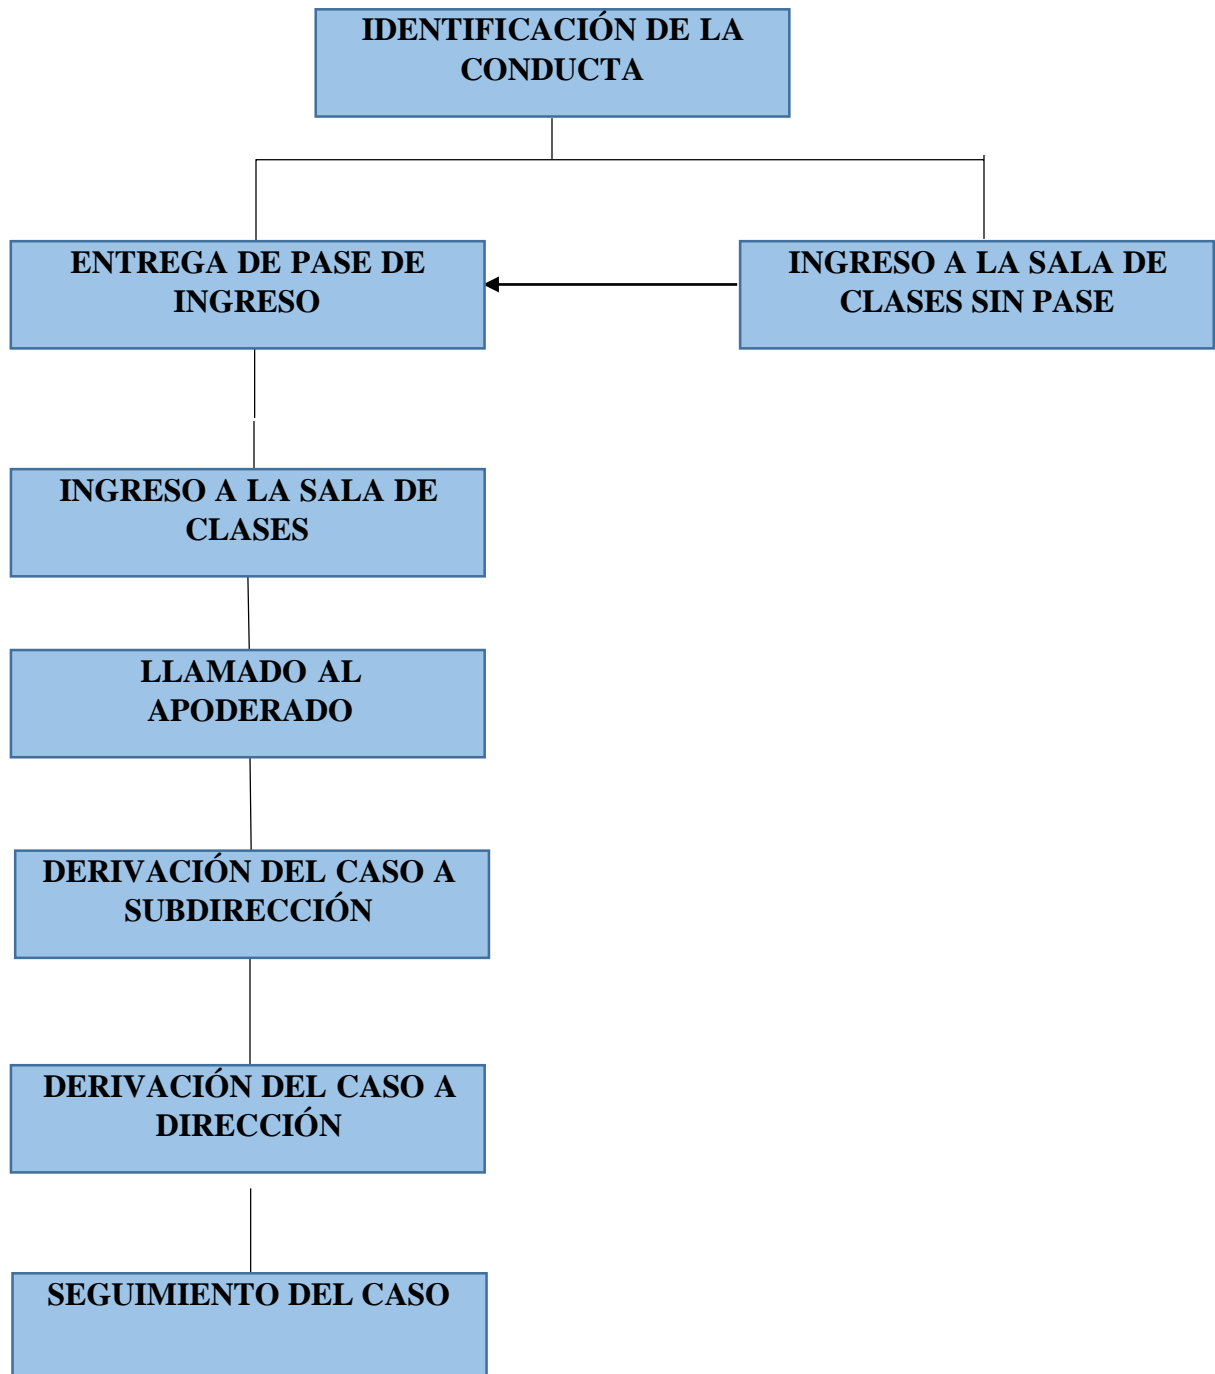 IDENTIFICACIÓN DE LA
CONDUCTA
ENTREGA DE PASE DE
INGRESO
INGRESO A LA SALA DE
CLASES SIN PASE
INGRESO A LA SALA DE
CLASES
LLAMADO AL
APODERADO
DERIVACIÓN DEL CASO A
SUBDIRECCIÓN
DERIVACIÓN DEL CASO A
DIRECCIÓN
SEGUIMIENTO DEL CASO